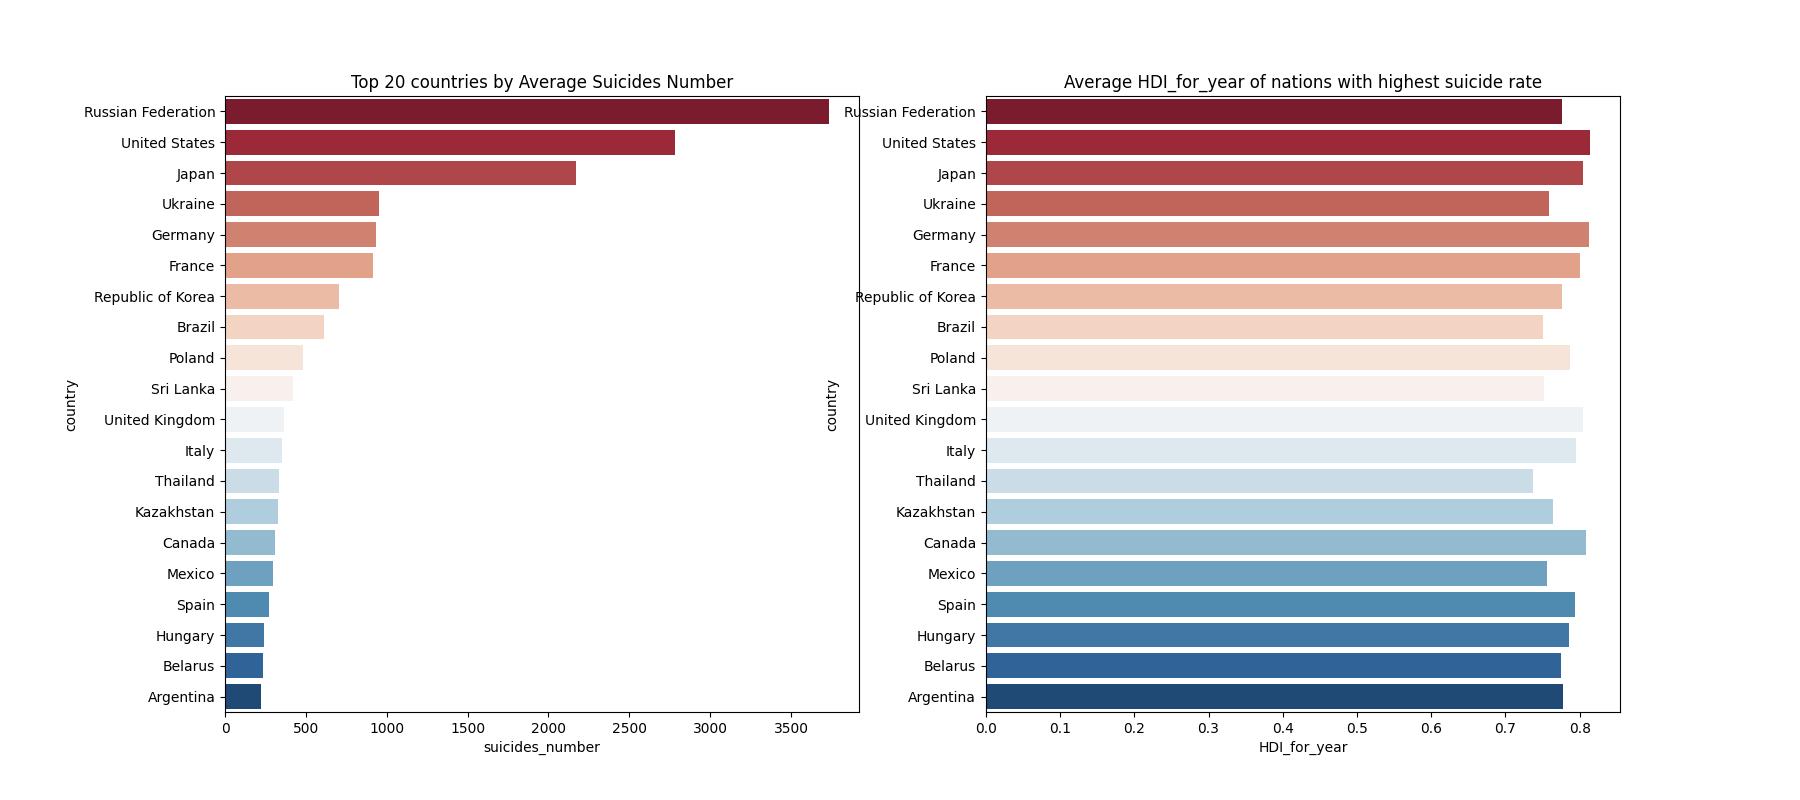 Top 20 countries by Average Suicides Number
country
Russian Federation
United States
Japan
Ukraine
Germany
France
Republic of Korea
Brazil
Poland
Sri Lanka
United Kingdom
Italy
Thailand
Kazakhstan
Canada
Mexico
Spain
Hungary
Belarus
Argentina
0 500 1000 1500 2000 2500 3000 3500
suicides_number
Average HDI_for_year of nations with highest suicide rate
country
Russian Federation
United States
Japan
Ukraine
Germany
France
Republic of Korea
Brazil
Poland
Sri Lanka
United Kingdom
Italy
Thailand
Kazakhstan
Canada
Mexico
Spain
Hungary
Belarus
Argentina
0.0 0.1 0.2 0.3 0.4 0.5 0.6 0.7 0.8
HDI_for_year